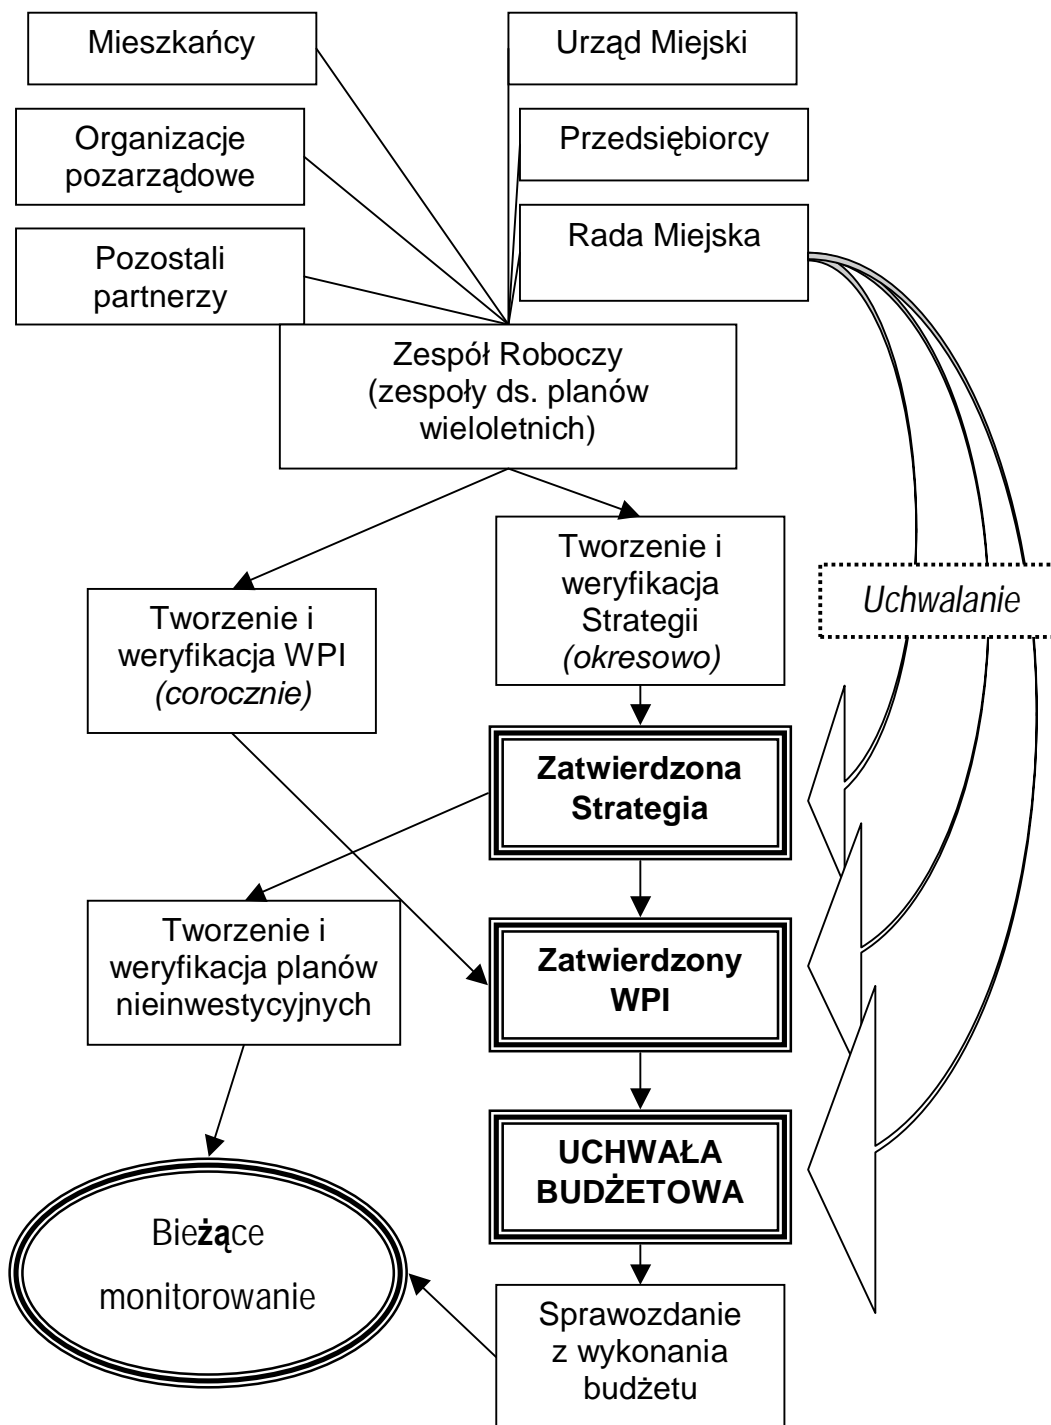 Mieszkańcy
Urząd Miejski
Organizacje
pozarządowe
Przedsiębiorcy
Pozostali
partnerzy
Rada Miejska
Zespół Roboczy
(zespoły ds. planów
wieloletnich)
Tworzenie i
weryfikacja
Strategii
(okresowo)
Uchwalanie
Tworzenie i
weryfikacja WPI
(corocznie)
Zatwierdzona
Strategia
Tworzenie i
weryfikacja planów
nieinwestycyjnych
Zatwierdzony
WPI
UCHWAŁA
BUDŻETOWA
Bieżące
monitorowanie
Sprawozdanie
z wykonania
budżetu